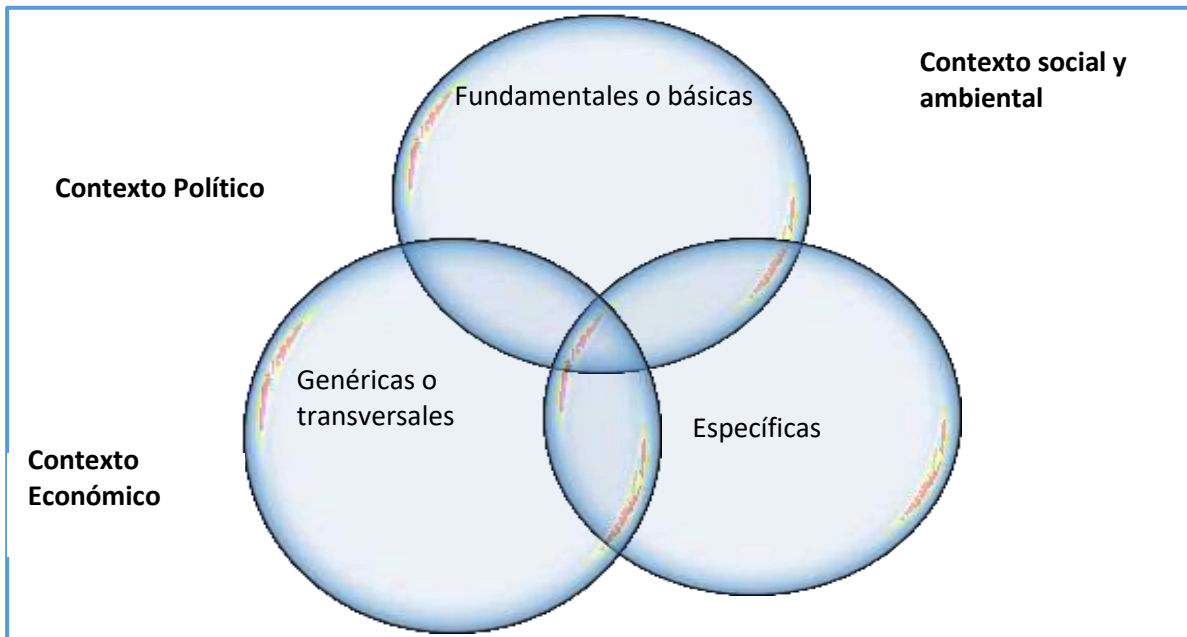 Contexto social y
ambiental
Fundamentales o básicas
Contexto Político
Genéricas o
transversales
Específicas
Contexto
Económico